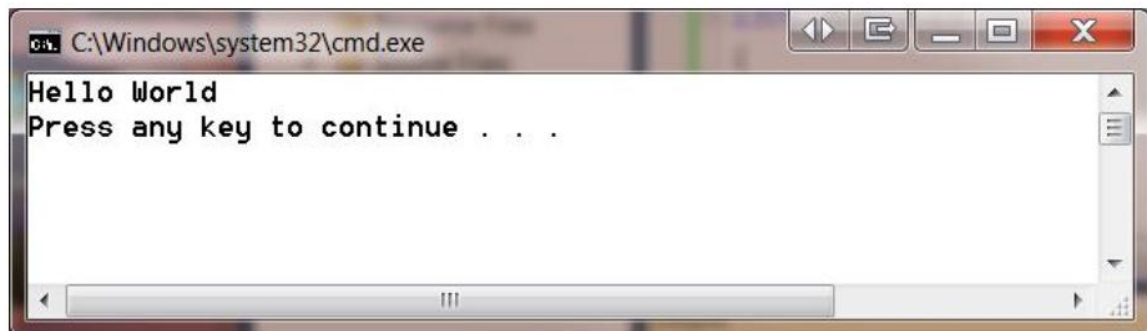 C:\Windows\system32\cmd.exe
Hello World
Press any key to continue . . .